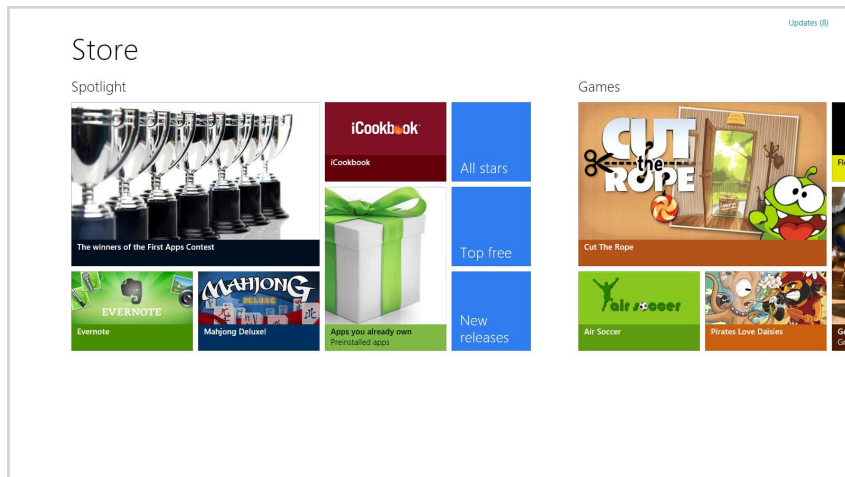 Updates (8)
Store
Spotlight
iCookbook
iCookbook
All stars
The winners of the First Apps Contest
Top free
EVERNOTE
Evernote
MAHJONG
DELUXE
Mahjong Deluxe!
Apps you already own
Preinstalled apps
New
releases
Games
CUT
the
ROPE
Cut The Rope
air soccer
Air Soccer
Pirates Love Daisies